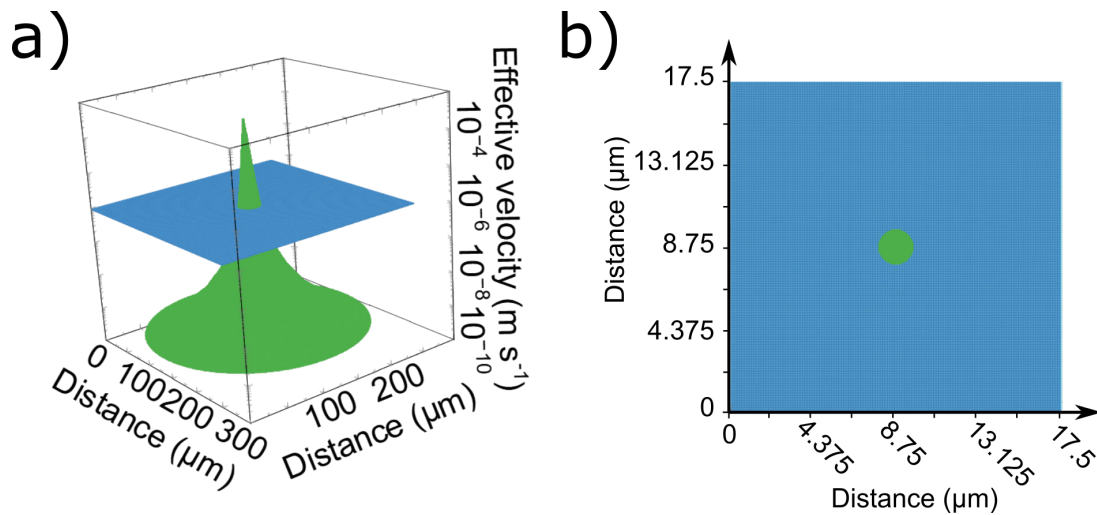 a)
Effective velocity (m s⁻¹)
10⁻⁴
10⁻⁶
10⁻⁸
10⁻¹⁰
0
100
200
300
Distance (µm)
100
200
Distance (µm)
b)
17.5
13.125
8.75
4.375
0
Distance (µm)
0
4.375
8.75
13.125
17.5
Distance (µm)